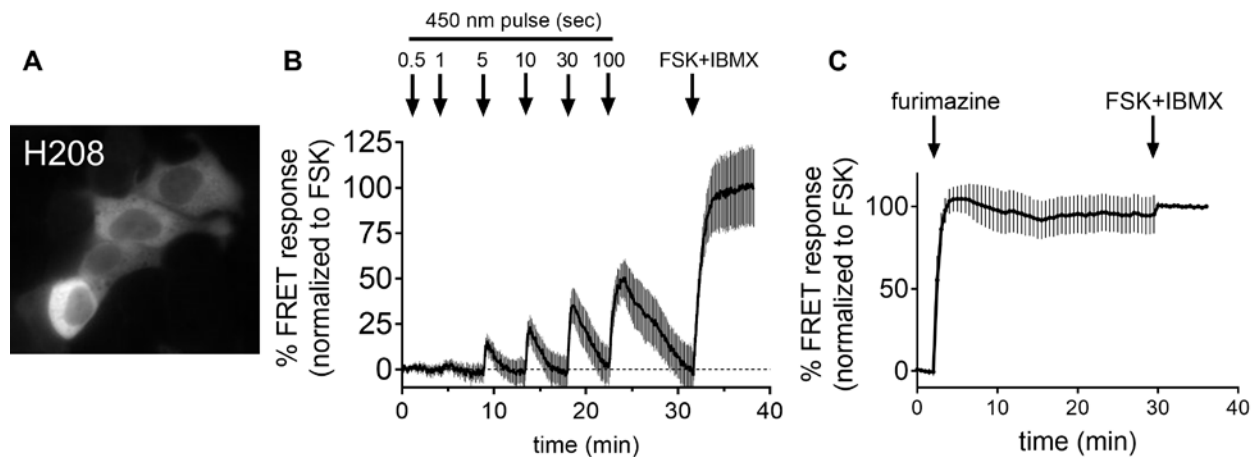 A
H208
B
450 nm pulse (sec)
0.5 1 5 10 30 100 FSK+IBMX
% FRET response
(normalized to FSK)
125
100
75
50
25
0
0 10 20 30 40
time (min)
C
furimazine FSK+IBMX
% FRET response
(normalized to FSK)
100
50
0
0 10 20 30 40
time (min)